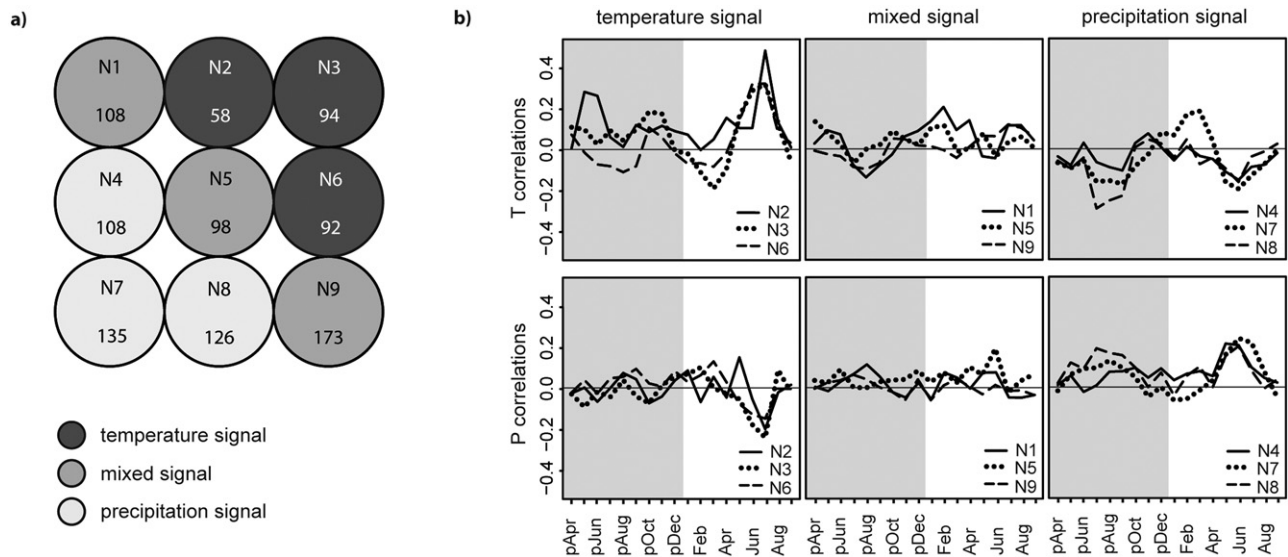 a)
N1
N2
N3
108
58
94
N4
N5
N6
108
98
92
N7
N8
N9
135
126
173
temperature signal
mixed signal
precipitation signal
b)
temperature signal
mixed signal
precipitation signal
T correlations
0.4
0.2
0.0
−0.2
−0.4
N2
N3
N6
N1
N5
N9
N4
N7
N8
P correlations
0.4
0.2
0.0
−0.2
−0.4
N2
N3
N6
N1
N5
N9
N4
N7
N8
pApr
pJun
pAug
pOct
pDec
Feb
Apr
Jun
Aug
pApr
pJun
pAug
pOct
pDec
Feb
Apr
Jun
Aug
pApr
pJun
pAug
pOct
pDec
Feb
Apr
Jun
Aug